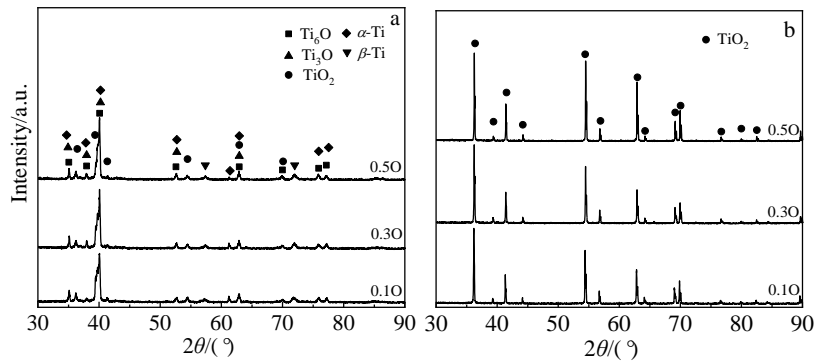 a
Ti₆O α-Ti
Ti₃O β-Ti
TiO₂
0.5O
0.3O
0.1O
Intensity/a.u.
30 40 50 60 70 80 90
2θ/(°)
b
TiO₂
0.5O
0.3O
0.1O
30 40 50 60 70 80 90
2θ/(°)